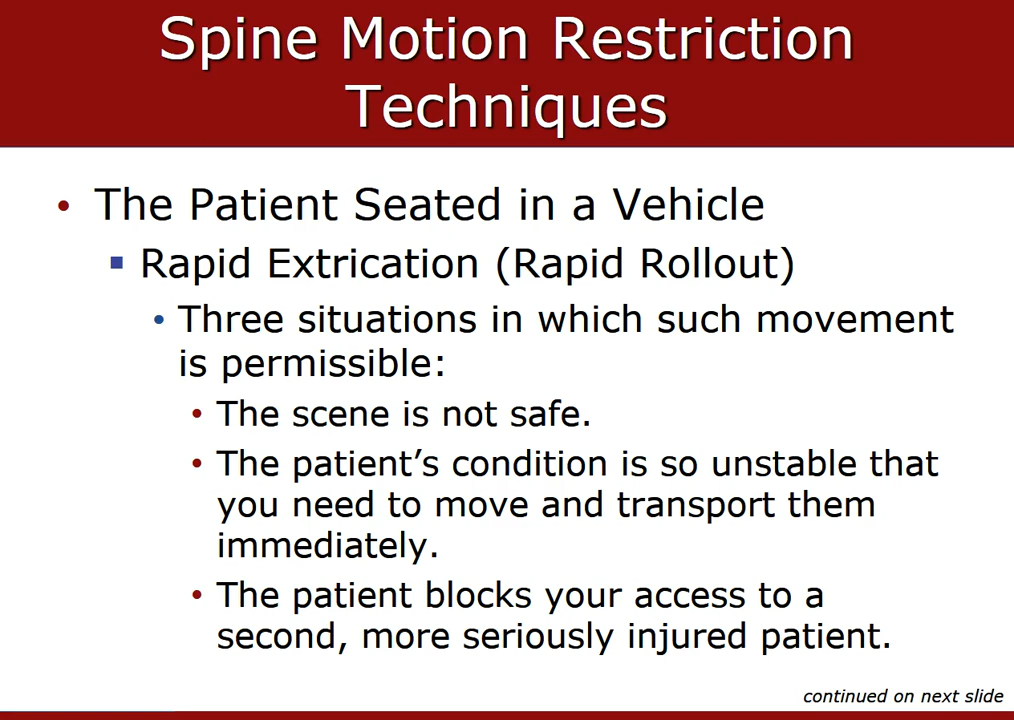 Spine Motion Restriction
Techniques
• The Patient Seated in a Vehicle
▪ Rapid Extrication (Rapid Rollout)
• Three situations in which such movement
is permissible:
• The scene is not safe.
• The patient’s condition is so unstable that
you need to move and transport them
immediately.
• The patient blocks your access to a
second, more seriously injured patient.
continued on next slide